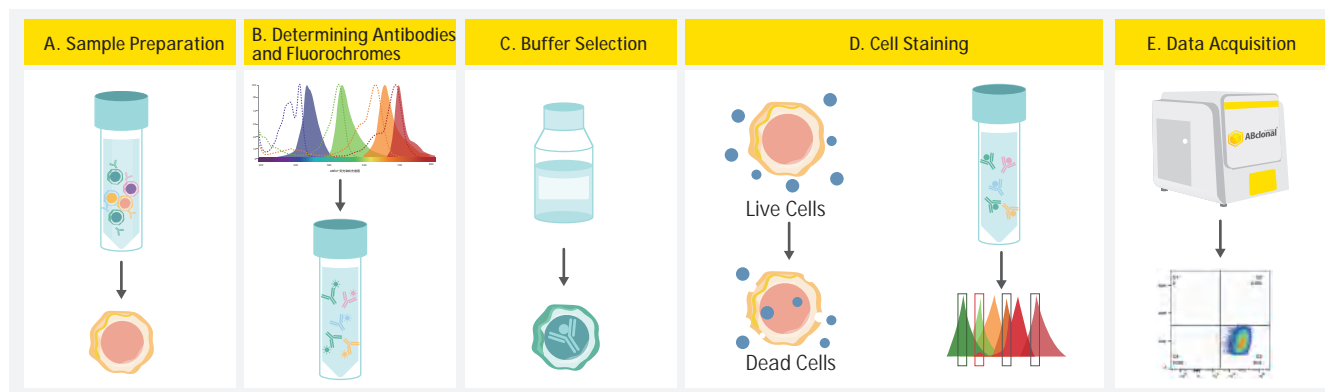 A. Sample Preparation
B. Determining Antibodies
and Fluorochromes
C. Buffer Selection
D. Cell Staining
E. Data Acquisition
Live Cells
Dead Cells
ABclonal